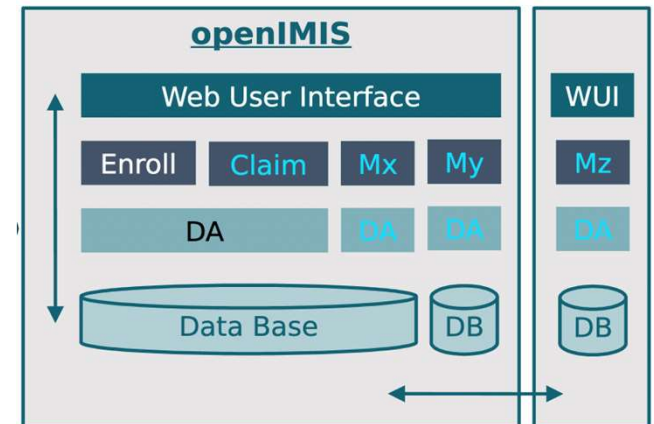 openIMIS
Web User Interface WUI
Enroll Claim Mx My Mz
DA DA DA DA
Data Base DB DB